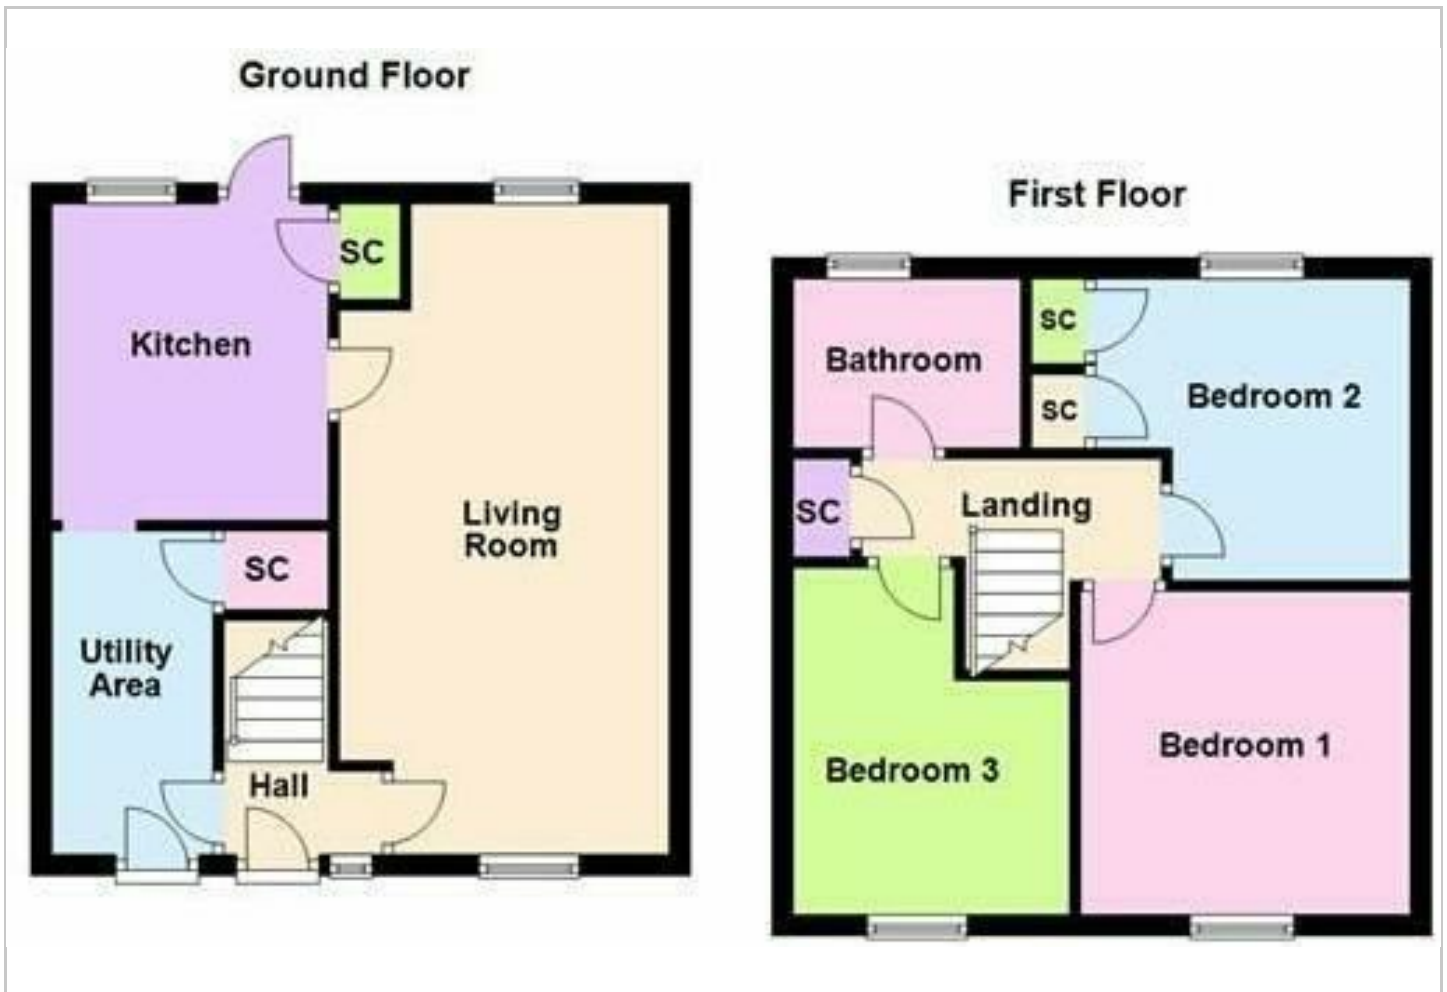 Ground Floor
SC
Kitchen
Living
Room
SC
Utility
Area
Hall
First Floor
SC
Bathroom
Bedroom 2
SC
Landing
SC
Bedroom 1
Bedroom 3